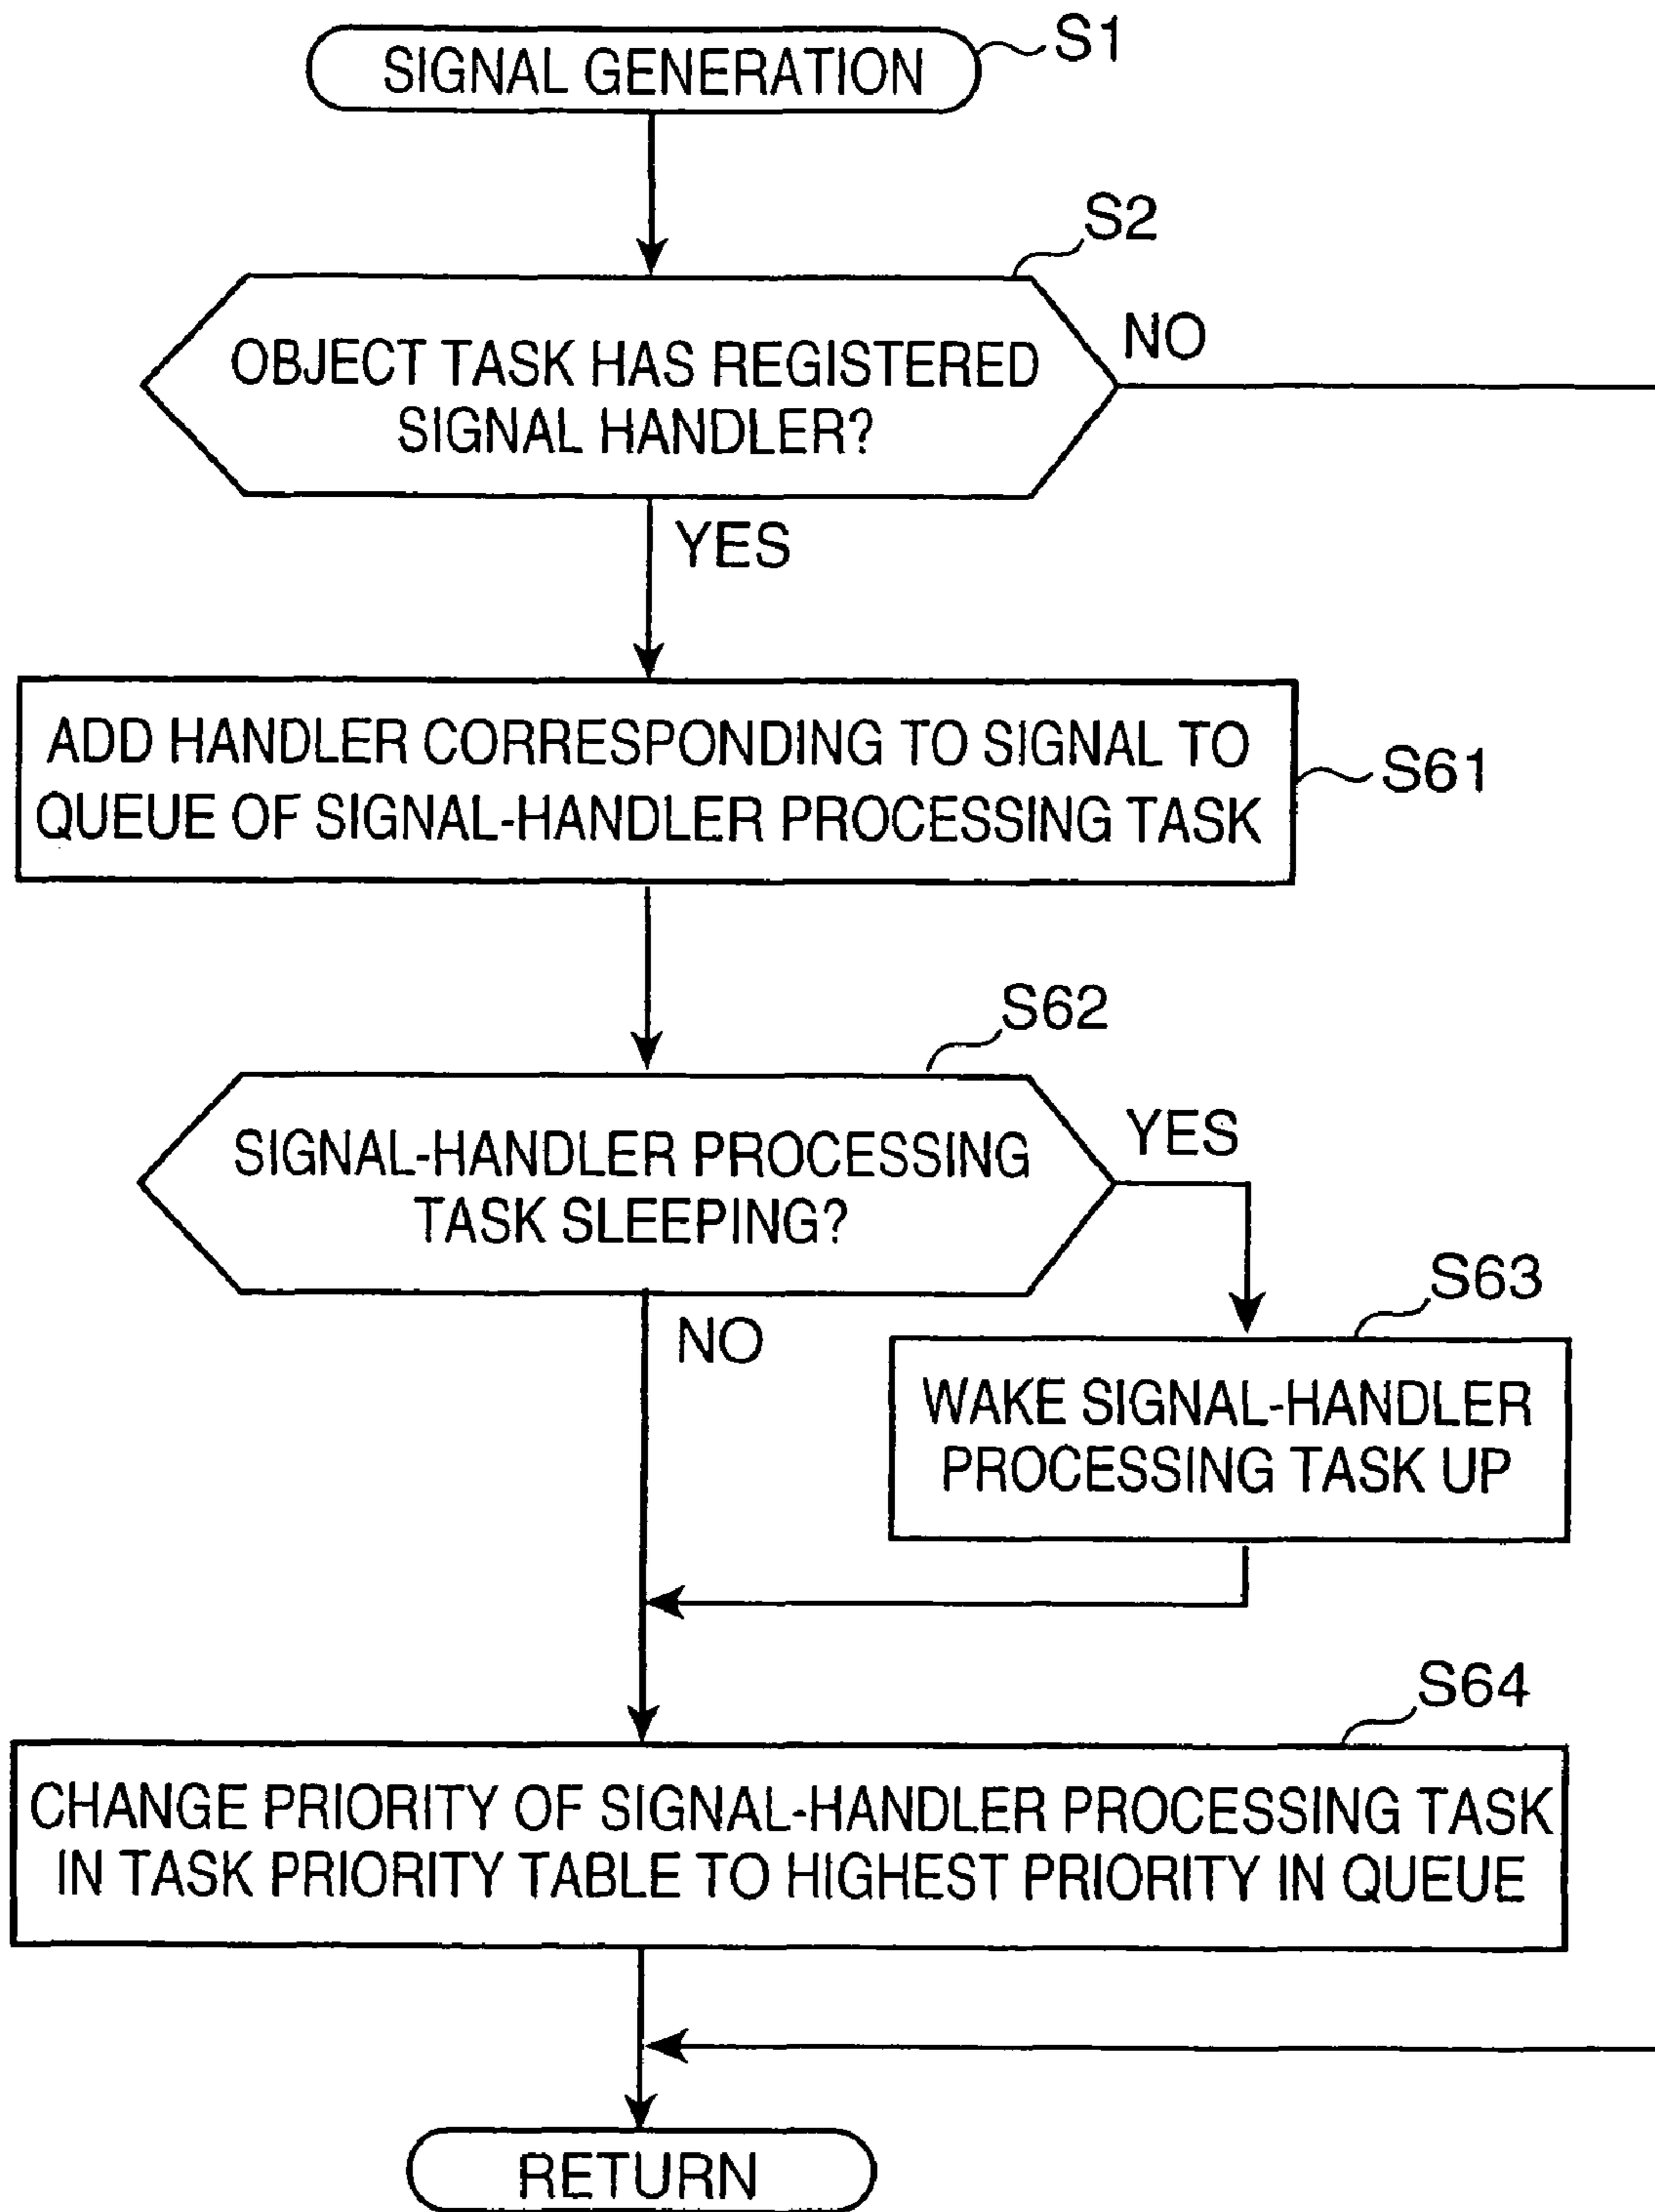 SIGNAL GENERATION
S1
S2
OBJECT TASK HAS REGISTERED
SIGNAL HANDLER?
NO
YES
ADD HANDLER CORRESPONDING TO SIGNAL TO
QUEUE OF SIGNAL-HANDLER PROCESSING TASK
S61
S62
SIGNAL-HANDLER PROCESSING
TASK SLEEPING?
YES
NO
S63
WAKE SIGNAL-HANDLER
PROCESSING TASK UP
S64
CHANGE PRIORITY OF SIGNAL-HANDLER PROCESSING TASK
IN TASK PRIORITY TABLE TO HIGHEST PRIORITY IN QUEUE
RETURN